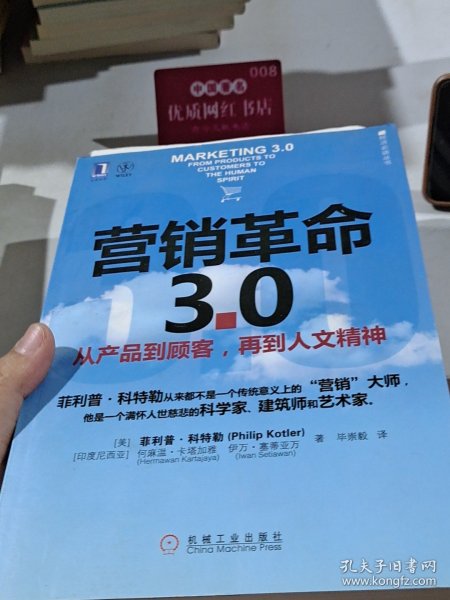 008
中国著名
优质网红书店
MARKETING 3.0
FROM PRODUCTS TO
CUSTOMERS TO
THE HUMAN
SPIRIT
WILEY
营销革命
3.0
从产品到顾客，再到人文精神
菲利普·科特勒从来都不是一个传统意义上的“营销”大师，
他是一个满怀人世慈悲的科学家、建筑师和艺术家。
[美] 菲利普·科特勒 (Philip Kotler)
[印度尼西亚] 何麻温·卡塔加雅 伊万·塞蒂亚万 著 毕崇毅 译
(Hermawan Kartajaya) (Iwan Setiawan)
机械工业出版社
China Machine Press
孔夫子旧书网
www.kongfz.com